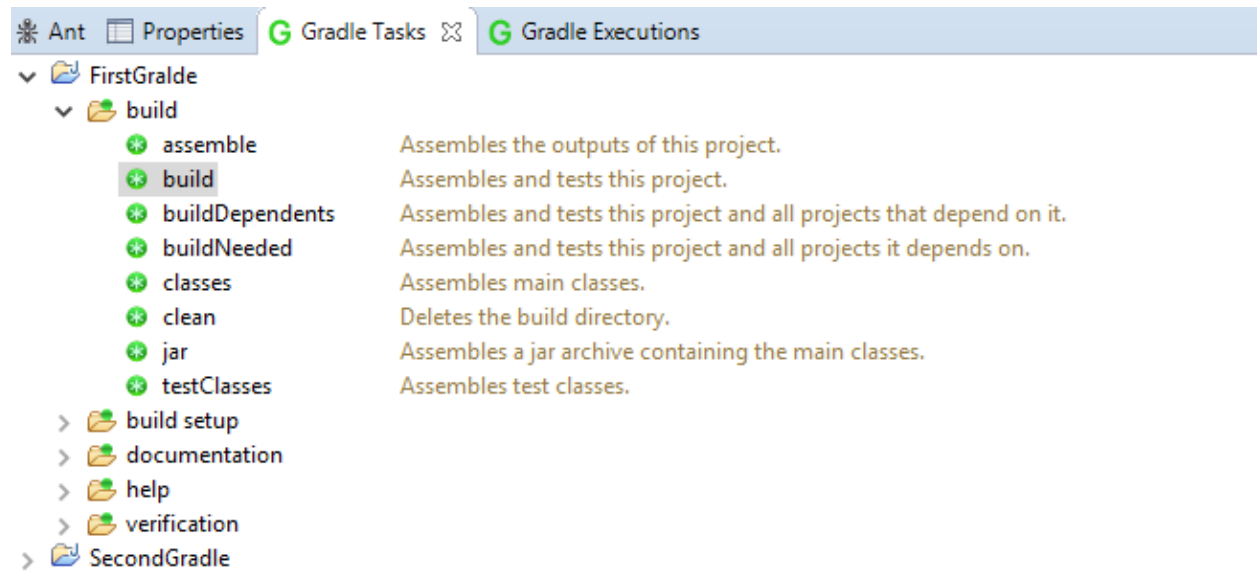 Ant Properties Gradle Tasks Gradle Executions
FirstGralde
build
assemble Assembles the outputs of this project.
build Assembles and tests this project.
buildDependents Assembles and tests this project and all projects that depend on it.
buildNeeded Assembles and tests this project and all projects it depends on.
classes Assembles main classes.
clean Deletes the build directory.
jar Assembles a jar archive containing the main classes.
testClasses Assembles test classes.
build setup
documentation
help
verification
SecondGradle